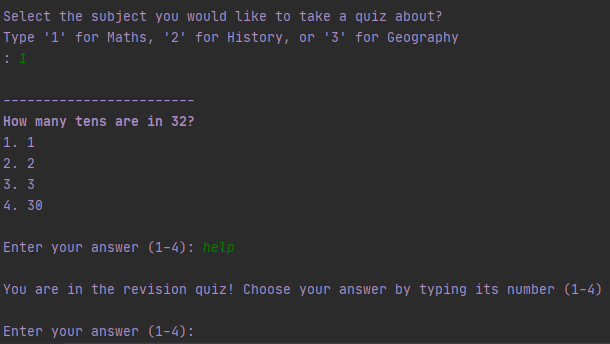 Select the subject you would like to take a quiz about?
Type '1' for Maths, '2' for History, or '3' for Geography
: 1
------------------------
How many tens are in 32?
1. 1
2. 2
3. 3
4. 30
Enter your answer (1-4): help
You are in the revision quiz! Choose your answer by typing its number (1-4)
Enter your answer (1-4):